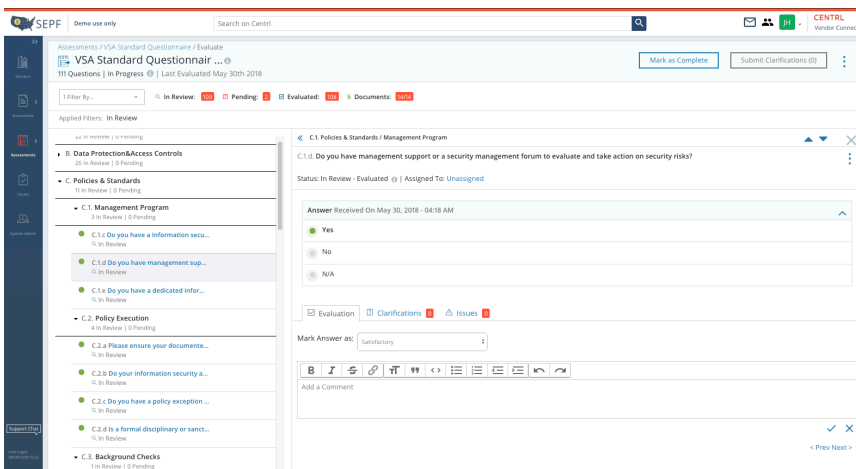 SEPF
Demo use only
Search on Centrl
JH
CENTRL
Vendor Connec
Assessments / VSA Standard Questionnaire / Evaluate
VSA Standard Questionnair ...
111 Questions | In Progress | Last Evaluated May 30th 2018
Mark as Complete
Submit Clarifications (0)
Filter By...
In Review: 109
Pending: 2
Evaluated: 108
Documents: 14/14
Applied Filters: In Review
22 In Review | 0 Pending
B. Data Protection&Access Controls
26 In Review | 0 Pending
C. Policies & Standards
11 In Review | 0 Pending
C.1. Management Program
3 In Review | 0 Pending
C.1.c Do you have a Information secu...
In Review
C.1.d Do you have management sup...
In Review
C.1.e Do you have a dedicated infor...
In Review
C.2. Policy Execution
4 In Review | 0 Pending
C.2.a Please ensure your documente...
In Review
C.2.b Do your information security a...
In Review
C.2.c Do you have a policy exception ...
In Review
C.2.d Is a formal disciplinary or sanct...
In Review
C.3. Background Checks
1 In Review | 0 Pending
C.1. Policies & Standards / Management Program
C.1.d. Do you have management support or a security management forum to evaluate and take action on security risks?
Status: In Review - Evaluated | Assigned To: Unassigned
Answer Received On May 30, 2018 - 04:18 AM
Yes
No
N/A
Evaluation
Clarifications 0
Issues 0
Mark Answer as:
Satisfactory
Add a Comment
< Prev Next >
Vendors
Documents
Assessments
Issues
System Admin
Support Chat
Last Login: